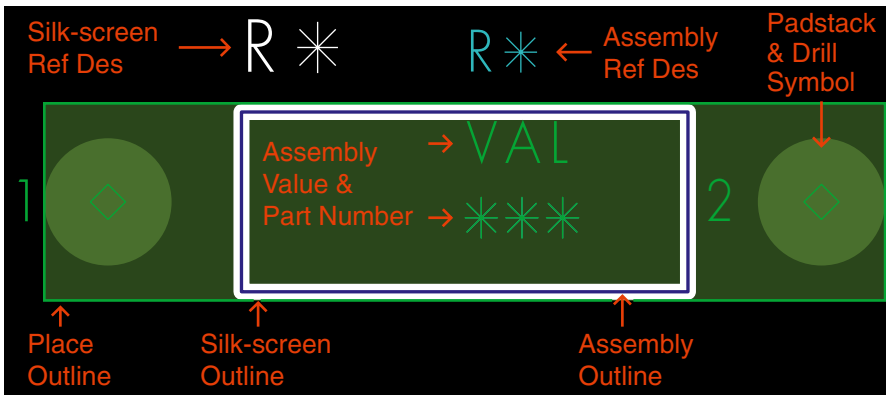 Silk-screen
Ref Des
R *
R *
Assembly
Ref Des
Padstack
& Drill
Symbol
1
Assembly
Value &
Part Number
VAL
***
2
Place
Outline
Silk-screen
Outline
Assembly
Outline